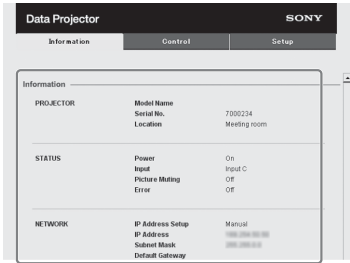 Data Projector SONY
Information Control Setup
Information
PROJECTOR Model Name
Serial No. 7000234
Location Meeting room
STATUS Power On
Input Input C
Picture Muting Off
Error Off
NETWORK IP Address Setup Manual
IP Address
Subnet Mask
Default Gateway